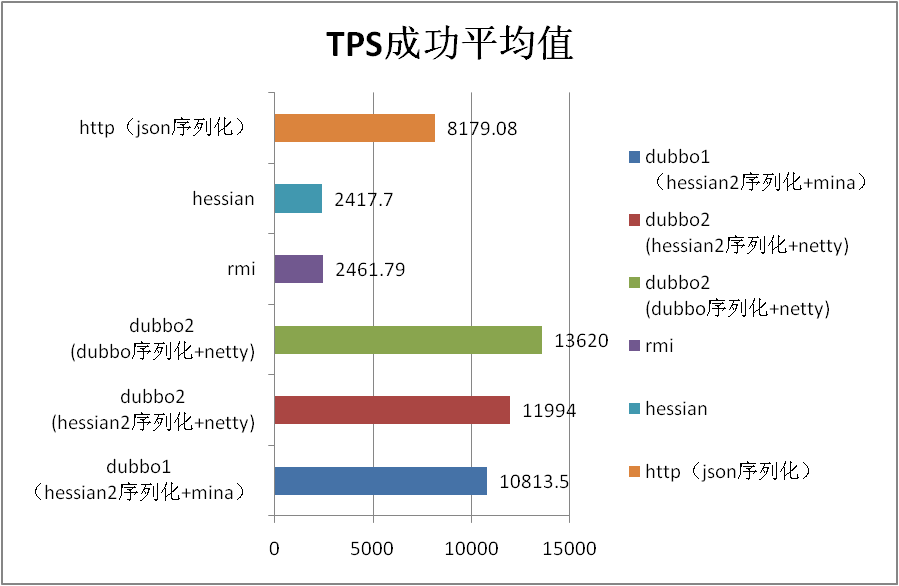 TPS成功平均值
http（json序列化）
8179.08
hessian
2417.7
rmi
2461.79
dubbo2
(dubbo序列化+netty)
13620
dubbo2
(hessian2序列化+netty)
11994
dubbo1
（hessian2序列化+mina）
10813.5
0 5000 10000 15000
dubbo1
（hessian2序列化+mina）
dubbo2
(hessian2序列化+netty)
dubbo2
(dubbo序列化+netty)
rmi
hessian
http（json序列化）